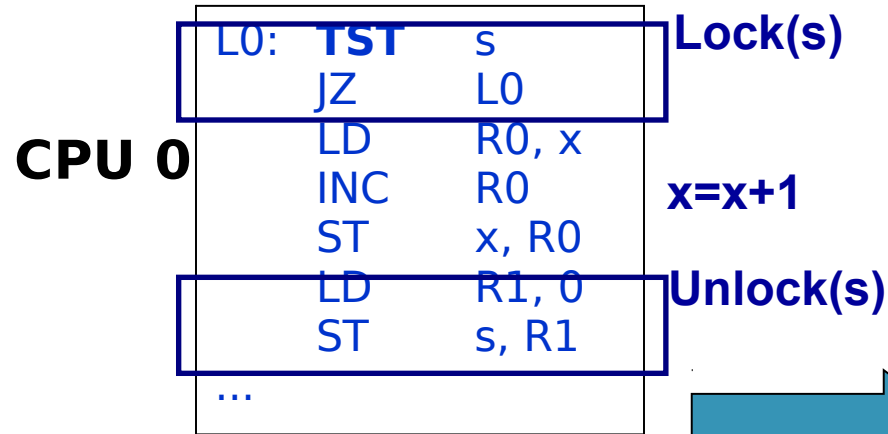 L0: TST s Lock(s)
JZ L0
LD R0, x
CPU 0
INC R0 x=x+1
ST x, R0
LD R1, 0 Unlock(s)
ST s, R1
...